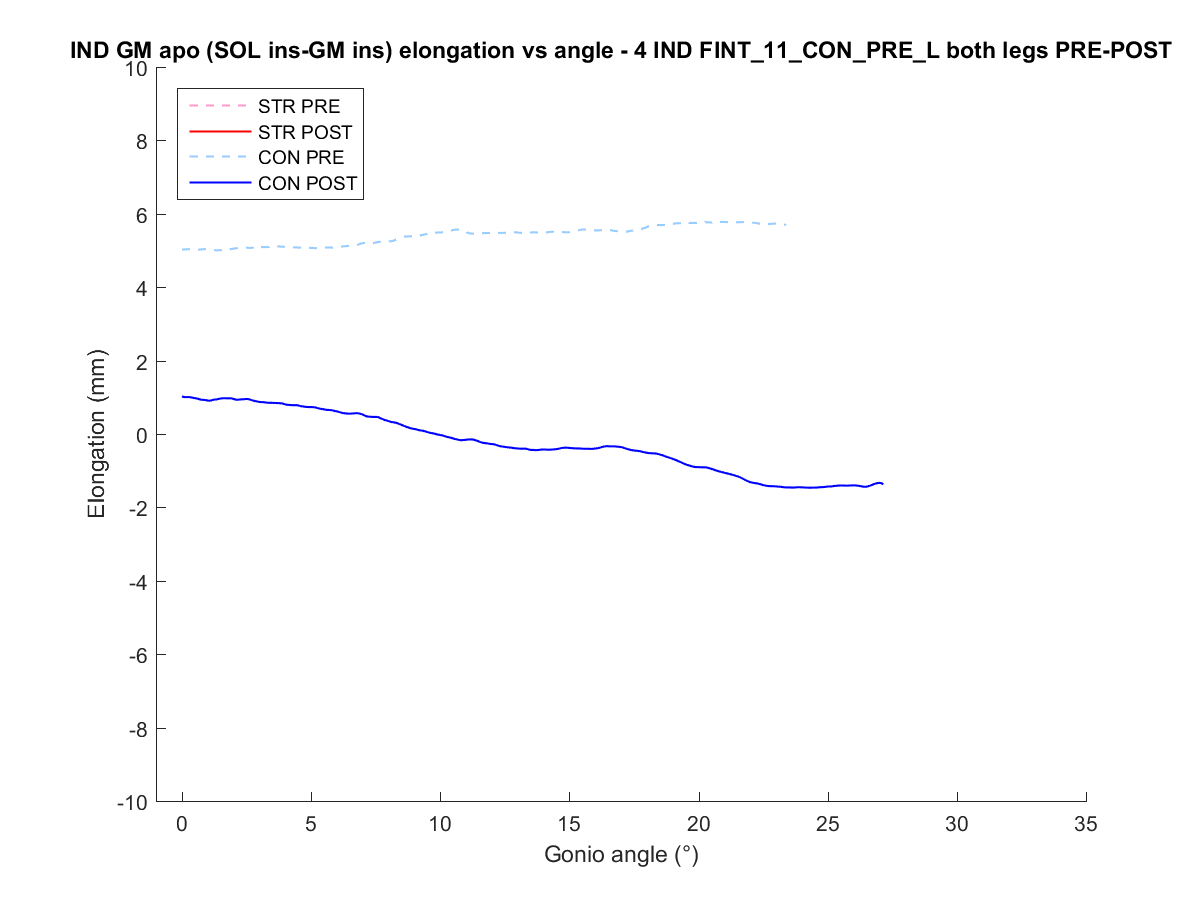 IND GM apo (SOL ins-GM ins) elongation vs angle - 4 IND FINT_11_CON_PRE_L both legs PRE-POST
STR PRE
STR POST
CON PRE
CON POST
10
8
6
4
2
0
-2
-4
-6
-8
-10
Elongation (mm)
0 5 10 15 20 25 30 35
Gonio angle (°)